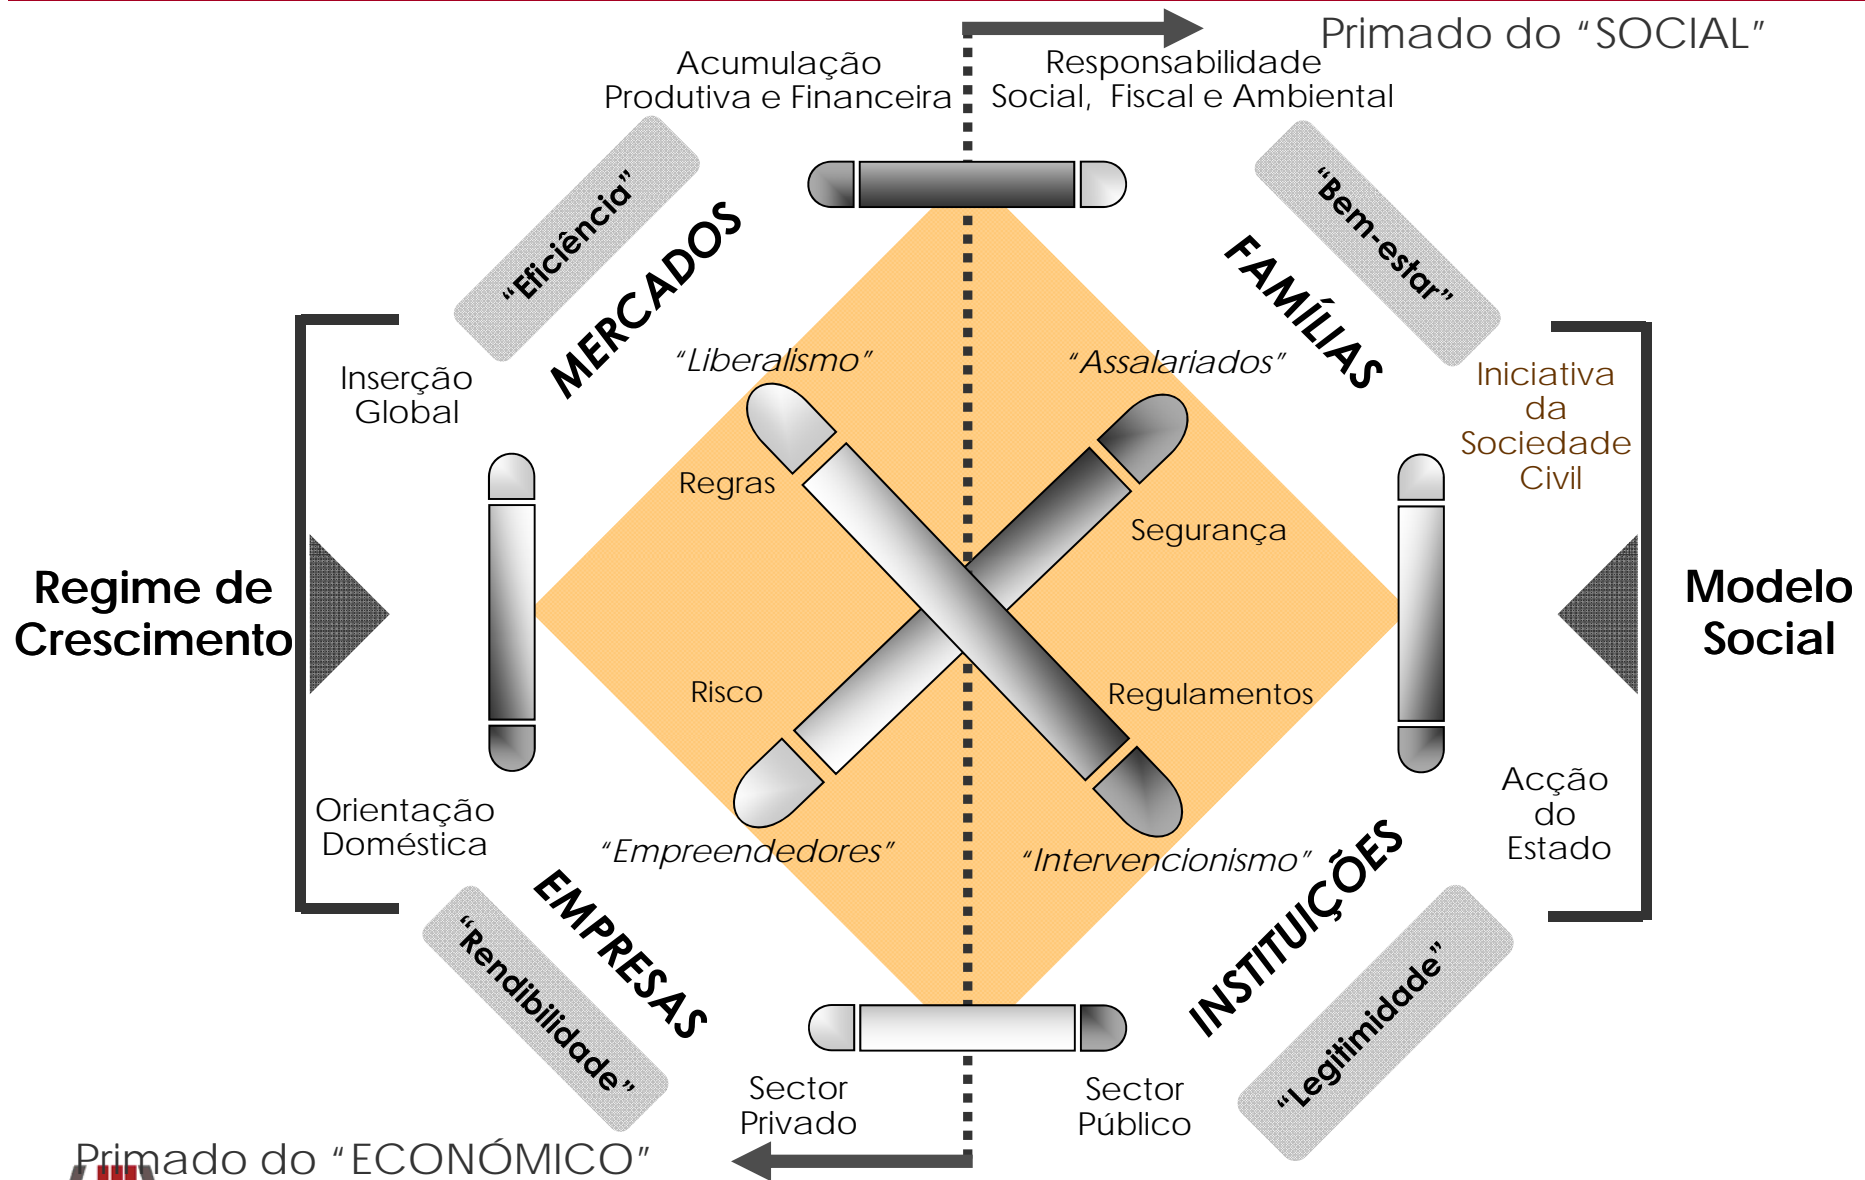 Primado do “SOCIAL”
Acumulação
Produtiva e Financeira
Responsabilidade
Social, Fiscal e Ambiental
“Eficiência”
MERCADOS
“Bem-estar”
FAMÍLIAS
“Liberalismo”
“Assalariados”
Inserção
Global
Iniciativa
da
Sociedade
Civil
Regras
Segurança
Regime de
Crescimento
Modelo
Social
Risco
Regulamentos
Orientação
Doméstica
Acção
do
Estado
“Empreendedores”
“Intervencionismo”
EMPRESAS
“Rendibilidade”
INSTITUIÇÕES
“Legitimidade”
Sector
Privado
Sector
Público
Primado do “ECONÓMICO”